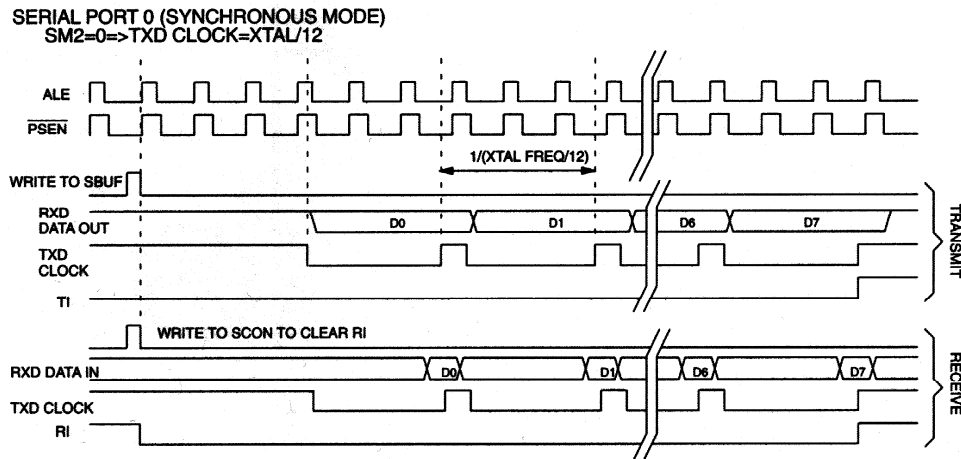 SERIAL PORT 0 (SYNCHRONOUS MODE)
SM2=0=>TXD CLOCK=XTAL/12
ALE
PSEN
1/(XTAL FREQ/12)
WRITE TO SBUF
RXD
DATA OUT
D0 D1 D6 D7
TXD
CLOCK
TI
TRANSMIT
WRITE TO SCON TO CLEAR RI
RXD DATA IN
D0 D1 D6 D7
TXD CLOCK
RI
RECEIVE